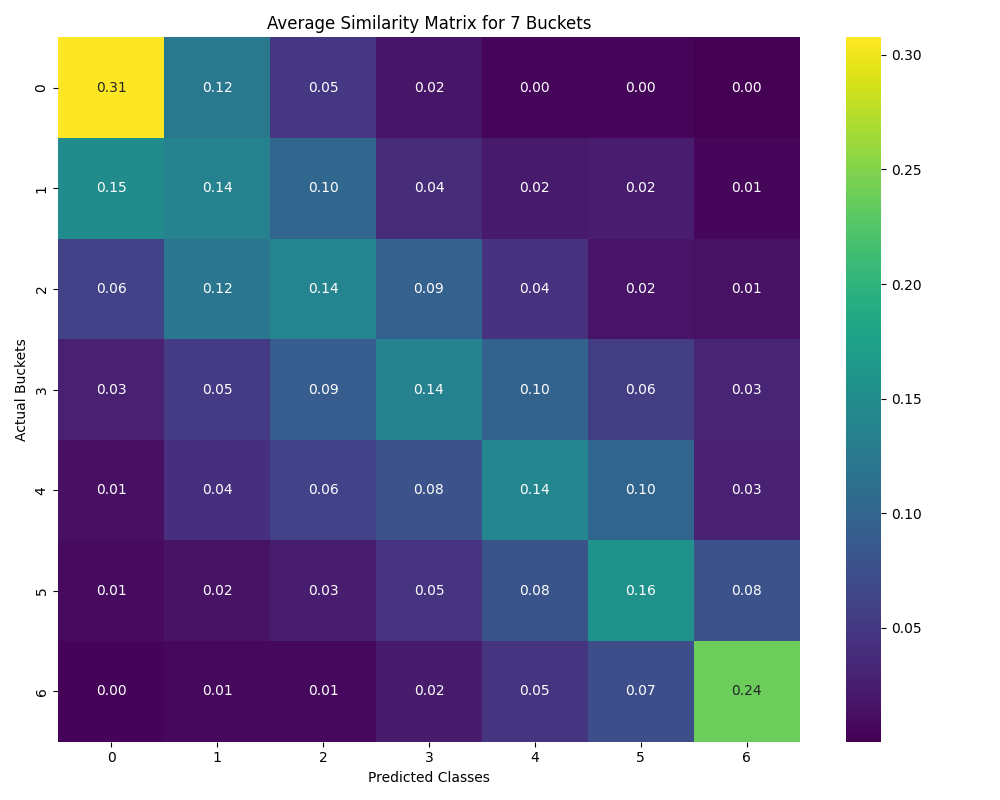 Average Similarity Matrix for 7 Buckets
0 0.31 0.12 0.05 0.02 0.00 0.00 0.00
1 0.15 0.14 0.10 0.04 0.02 0.02 0.01
2 0.06 0.12 0.14 0.09 0.04 0.02 0.01
3 0.03 0.05 0.09 0.14 0.10 0.06 0.03
4 0.01 0.04 0.06 0.08 0.14 0.10 0.03
5 0.01 0.02 0.03 0.05 0.08 0.16 0.08
6 0.00 0.01 0.01 0.02 0.05 0.07 0.24
0 1 2 3 4 5 6
Predicted Classes
Actual Buckets
0.30
0.25
0.20
0.15
0.10
0.05